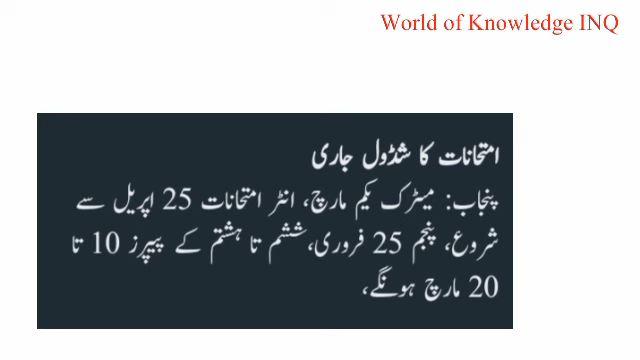 World of Knowledge INQ
امتحانات کا شڈول جاری
پنجاب: میٹرک یکم مارچ، انٹر امتحانات 25 اپریل سے
شروع، پنجم 25 فروری،ششم تا ہشتم کے پیپرز 10 تا
20 مارچ ہونگے،